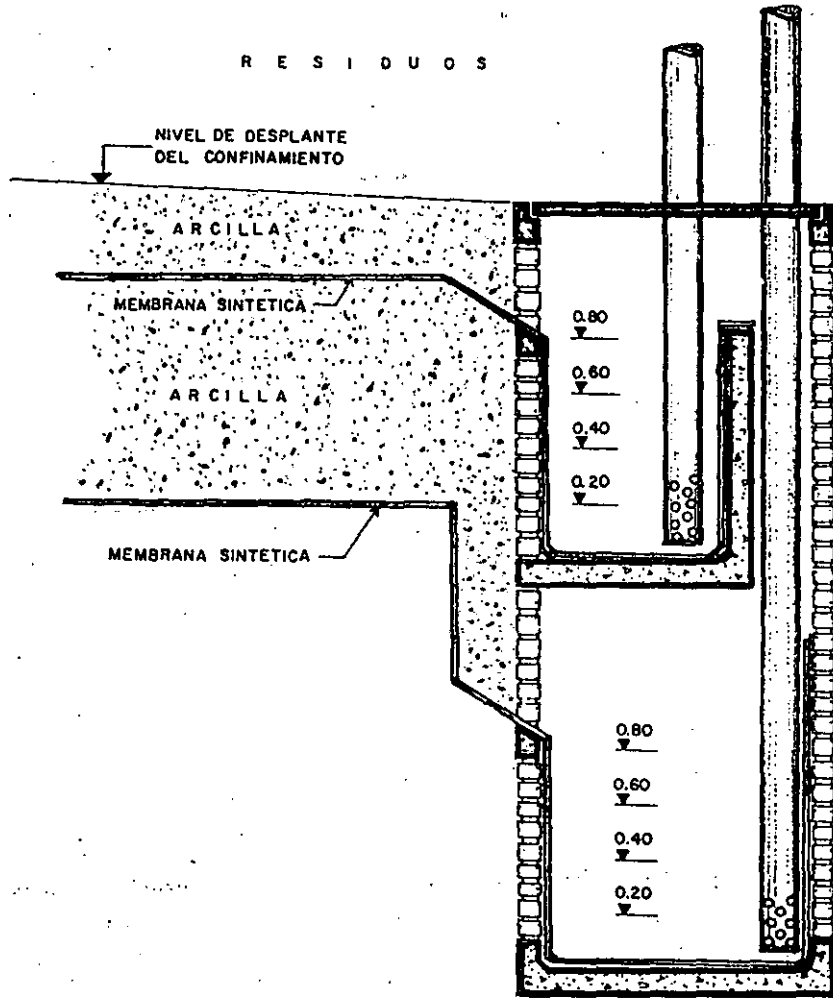 RESIDUOS
NIVEL DE DESPLANTE
DEL CONFINAMIENTO
ARCILLA
MEMBRANA SINTETICA
ARCILLA
MEMBRANA SINTETICA
0.80
0.60
0.40
0.20
0.80
0.60
0.40
0.20